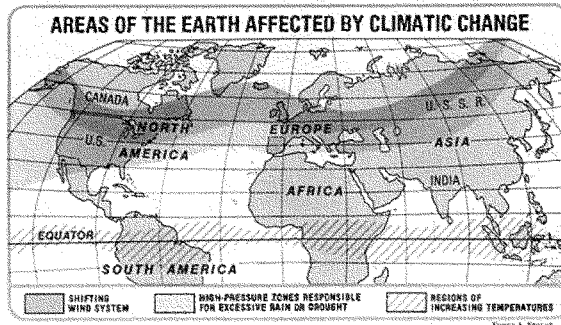 AREAS OF THE EARTH AFFECTED BY CLIMATIC CHANGE
CANADA
U.S.
NORTH
AMERICA
EUROPE
U.S.S.R.
ASIA
AFRICA
INDIA
EQUATOR
SOUTH AMERICA
SHIFTING
WIND SYSTEM
HIGH-PRESSURE ZONES RESPONSIBLE
FOR EXCESSIVE RAIN OR DROUGHT
REGIONS OF
INCREASING TEMPERATURES